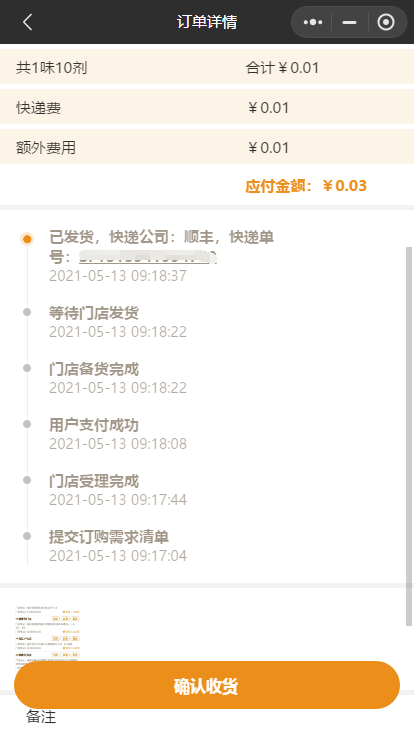 订单详情
共1味10剂 合计￥0.01
快递费 ￥0.01
额外费用 ￥0.01
应付金额：￥0.03
已发货，快递公司：顺丰，快递单
号：
2021-05-13 09:18:37
等待门店发货
2021-05-13 09:18:22
门店备货完成
2021-05-13 09:18:22
用户支付成功
2021-05-13 09:18:08
门店受理完成
2021-05-13 09:17:44
提交订购需求清单
2021-05-13 09:17:04
确认收货
备注